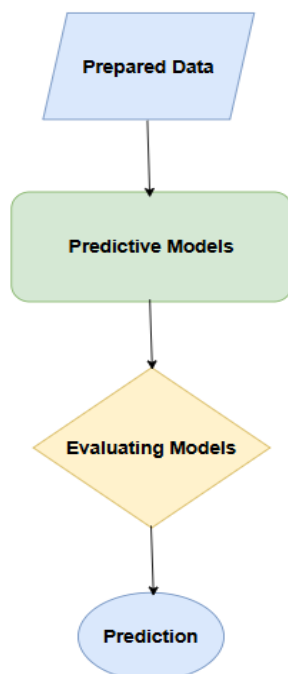 Prepared Data
Predictive Models
Evaluating Models
Prediction